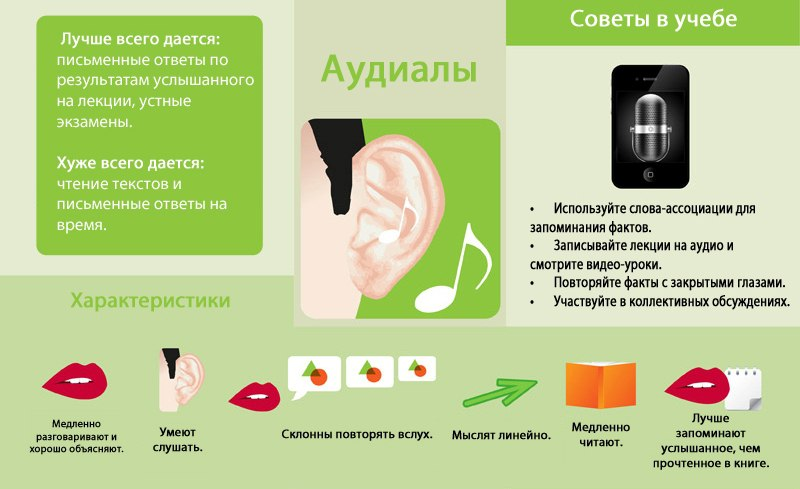 Лучше всего дается:
письменные ответы по
результатам услышанного
на лекции, устные
экзамены.
Хуже всего дается:
чтение текстов и
письменные ответы на
время.
Аудиалы
Советы в учебе
• Используйте слова-ассоциации для
запоминания фактов.
• Записывайте лекции на аудио и
смотрите видео-уроки.
• Повторяйте факты с закрытыми глазами.
• Участвуйте в коллективных обсуждениях.
Характеристики
Медленно
разговаривают и
хорошо объясняют.
Умеют
слушать.
Склонны повторять вслух.
Мыслят линейно.
Медленно
читают.
Лучше
запоминают
услышанное, чем
прочтенное в книге.